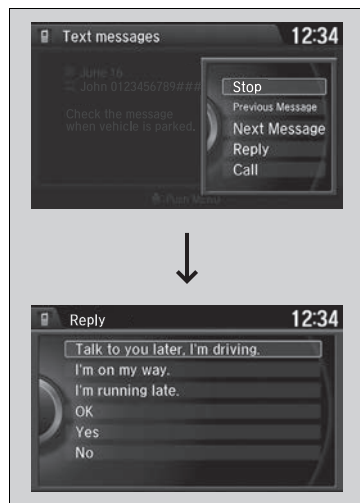 Text messages 12:34
June 16
John 0123456789###
Check the message
when vehicle is parked.
Stop
Previous Message
Next Message
Reply
Call
:Push Menu
Reply 12:34
Talk to you later, I'm driving.
I'm on my way.
I'm running late.
OK
Yes
No